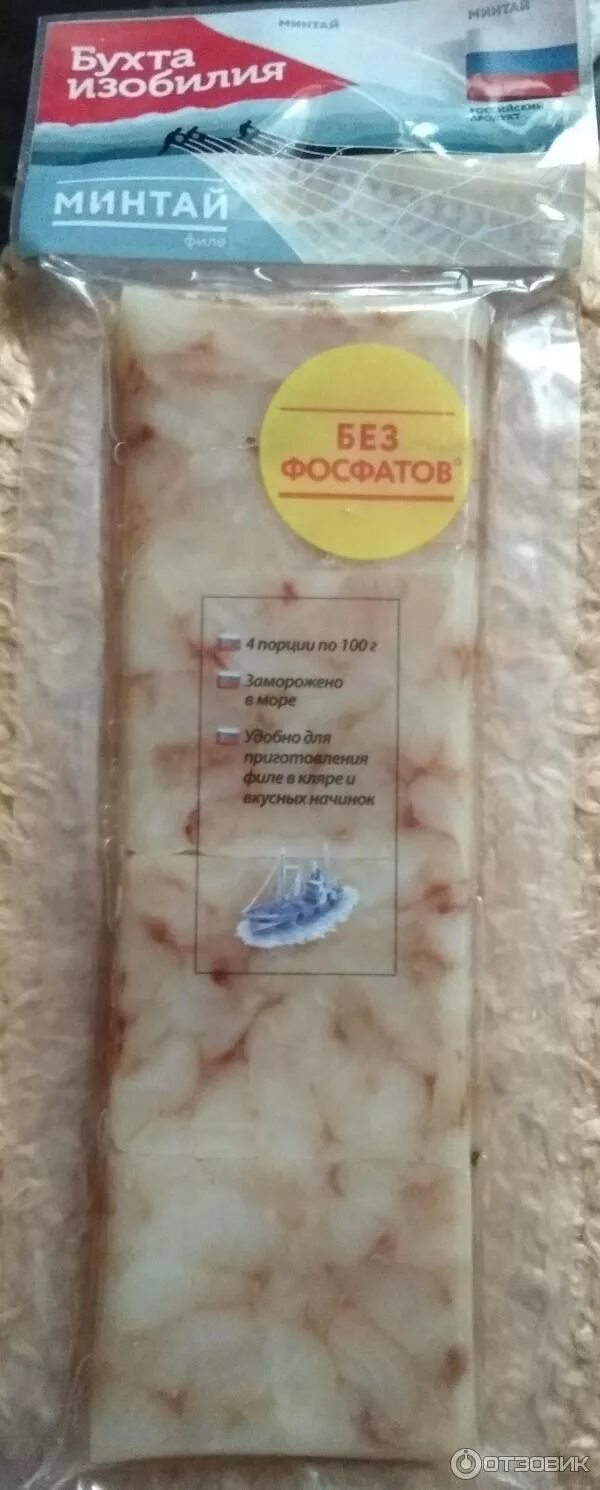 МИНТАЙ
МИНТАЙ
Бухта
изобилия
РОССИЙСКИЙ
ПРОДУКТ
МИНТАЙ
филе
БЕЗ
ФОСФАТОВ
4 порции по 100 г
Заморожено
в море
Удобно для
приготовления
филе в кляре и
вкусных начинок
ОТЗОВИК